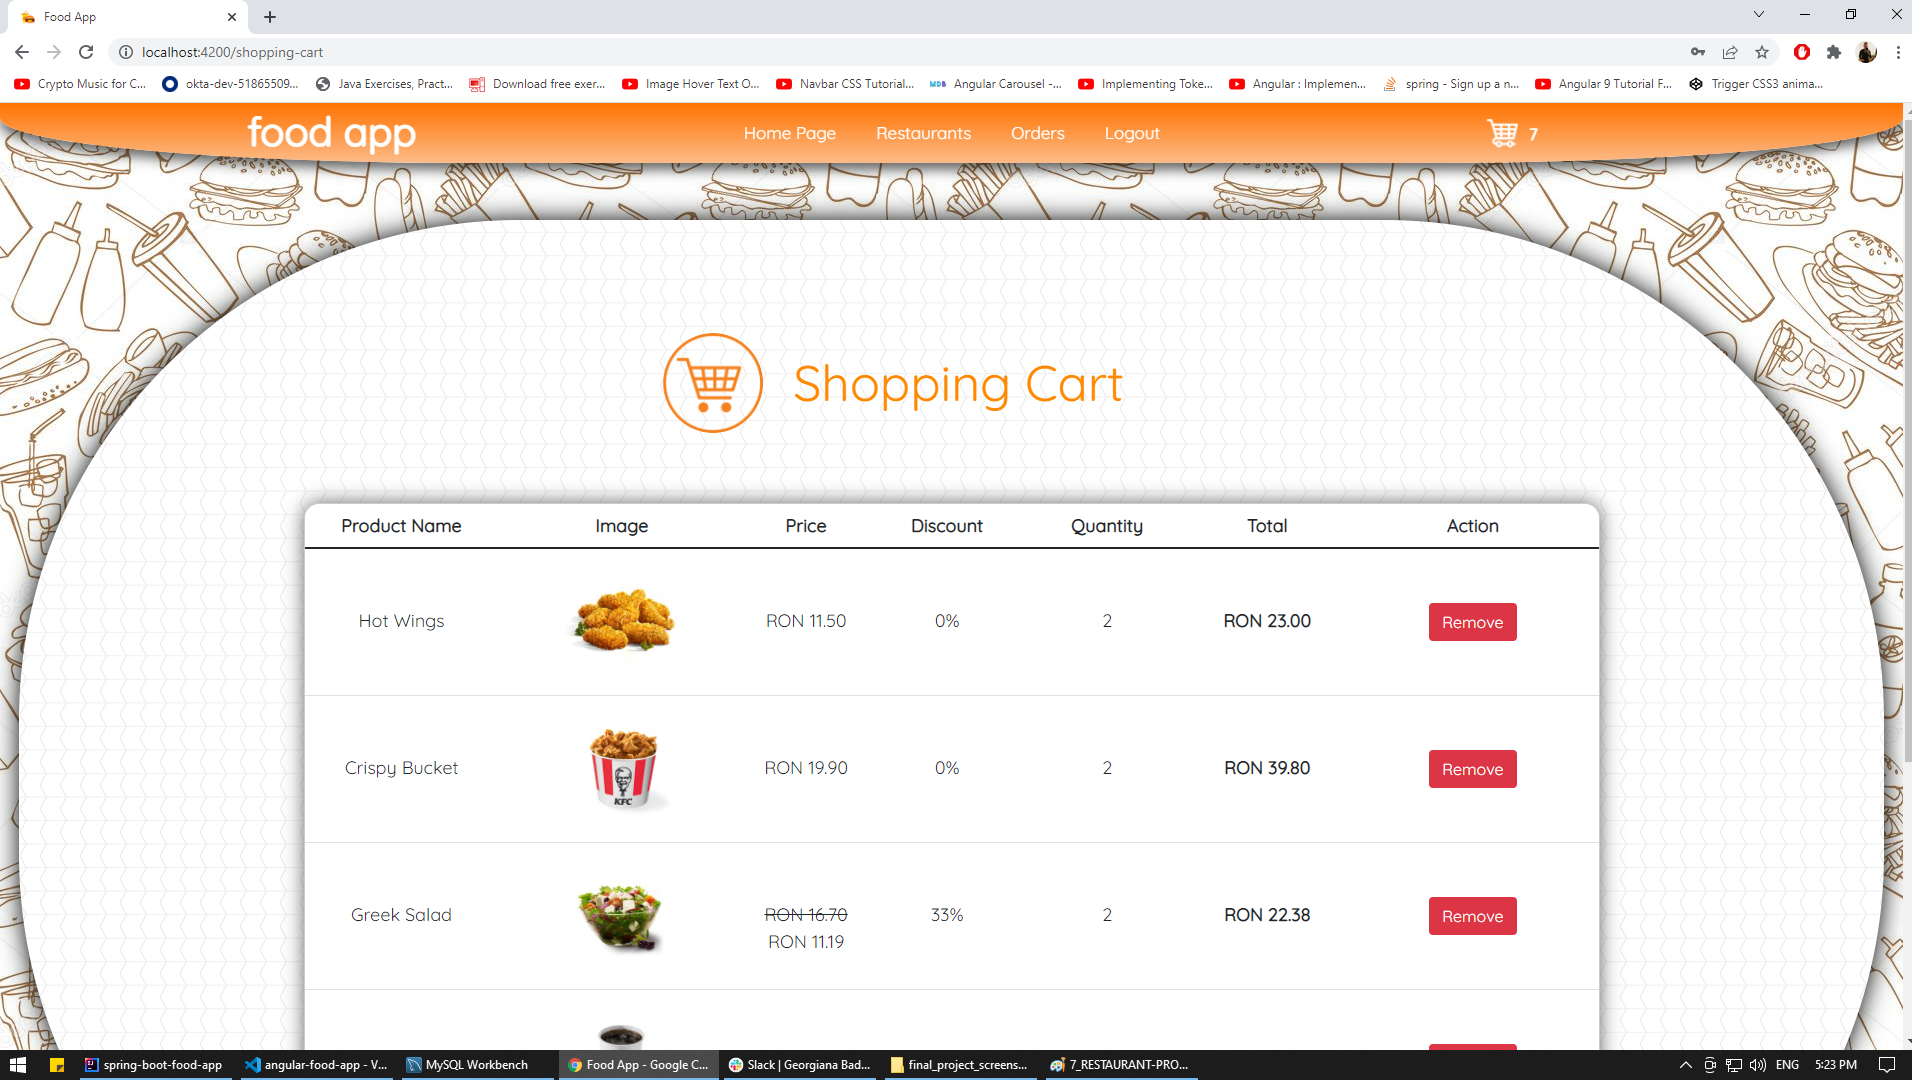 Food App
localhost:4200/shopping-cart
Crypto Music for C...
okta-dev-51865509...
Java Exercises, Pract...
Download free exer...
Image Hover Text O...
Navbar CSS Tutorial...
MDB Angular Carousel -...
Implementing Toke...
Angular : Implemen...
spring - Sign up a n...
Angular 9 Tutorial F...
Trigger CSS3 anima...
food app
Home Page Restaurants Orders Logout
7
Shopping Cart
Product Name Image Price Discount Quantity Total Action
Hot Wings RON 11.50 0% 2 RON 23.00 Remove
Crispy Bucket KFC RON 19.90 0% 2 RON 39.80 Remove
Greek Salad RON 16.70 33% 2 RON 22.38 Remove
RON 11.19
spring-boot-food-app
angular-food-app - V...
MySQL Workbench
Food App - Google C...
Slack | Georgiana Bad...
final_project_screens...
7_RESTAURANT-PRO...
ENG
5:23 PM